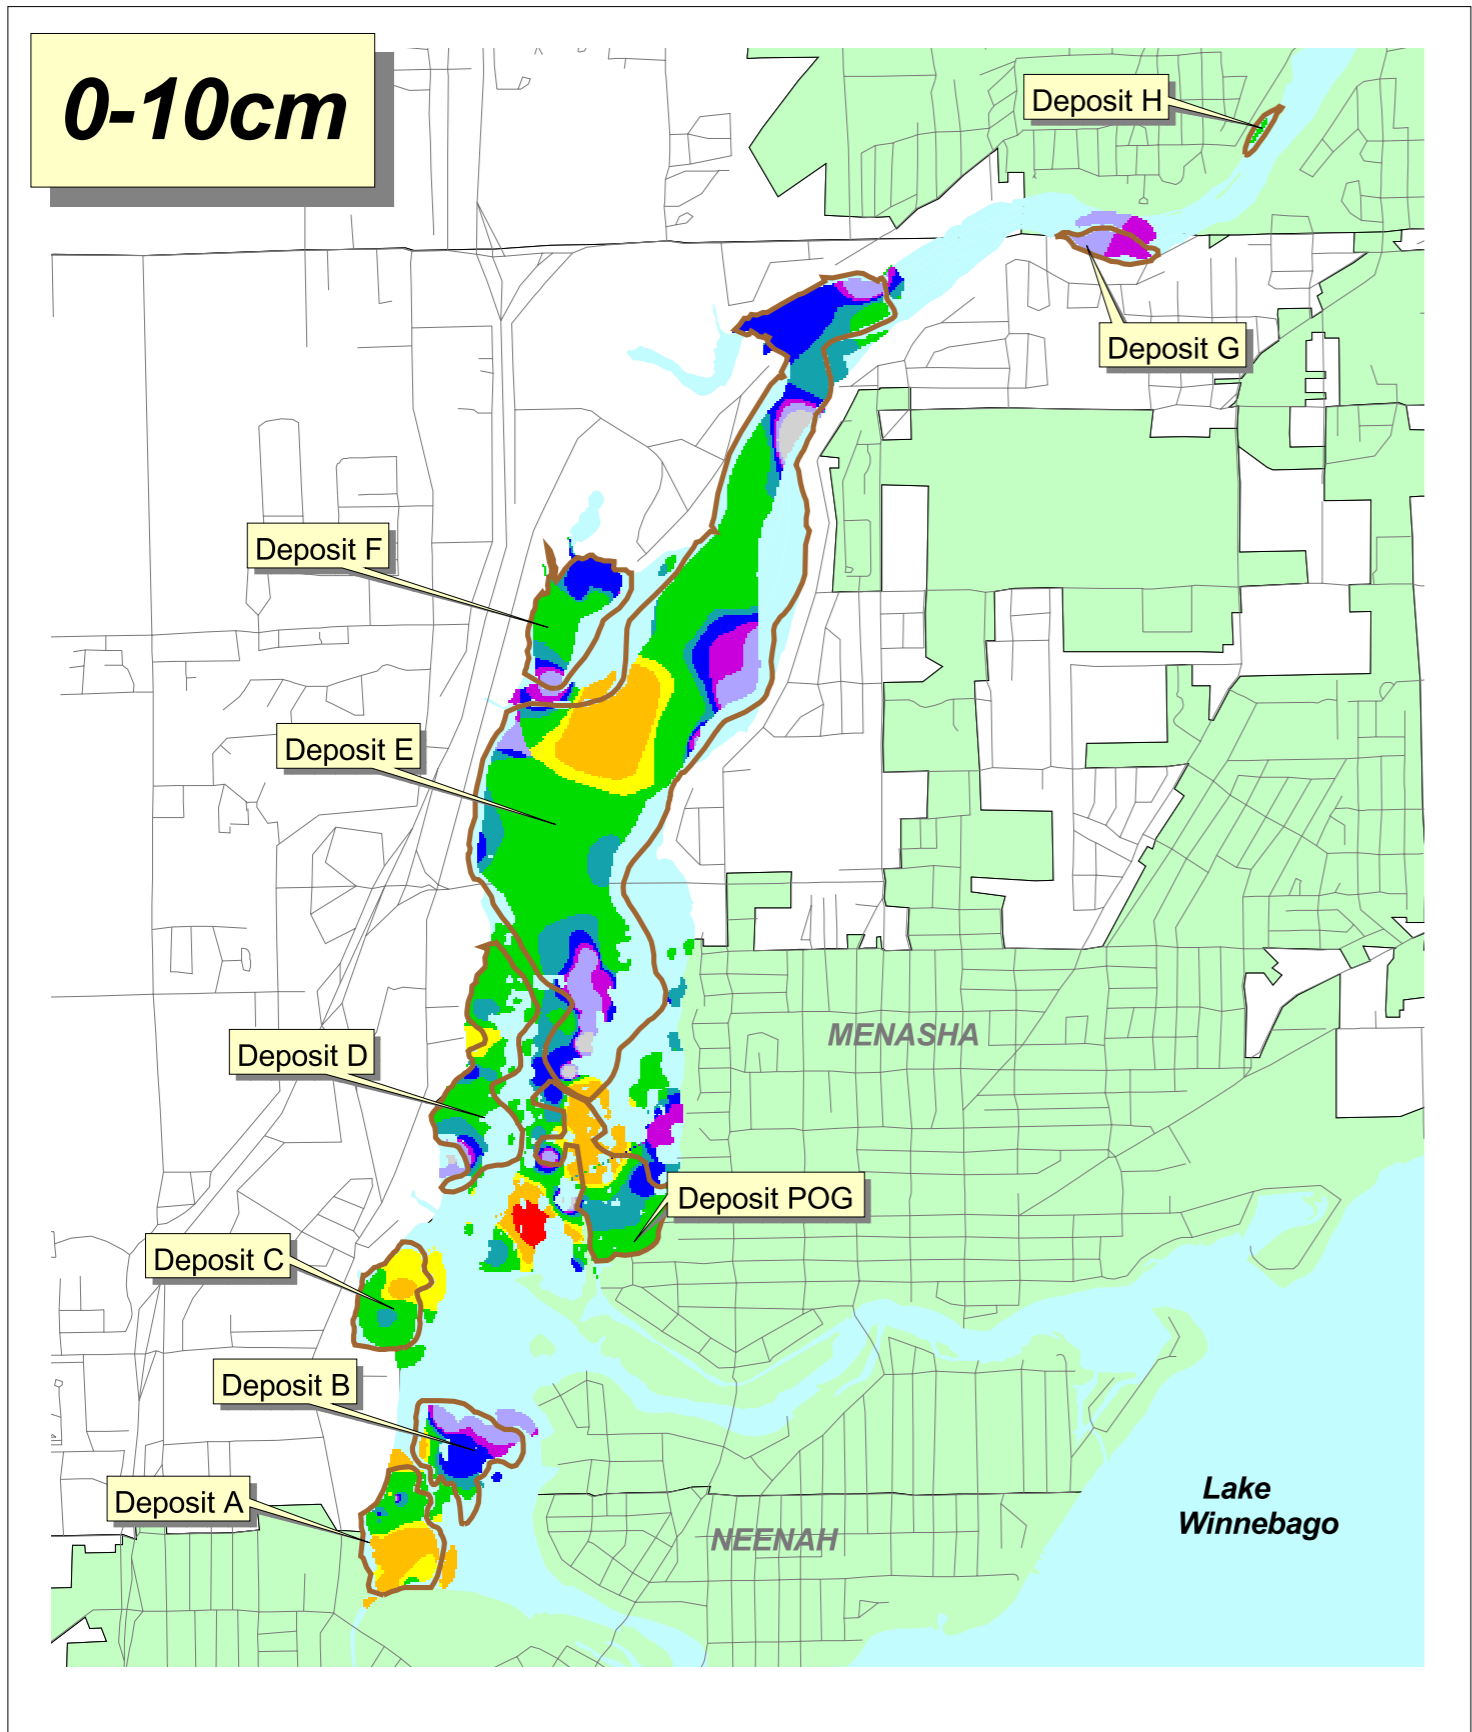 0-10cm
Deposit H
Deposit G
Deposit F
Deposit E
MENASHA
Deposit D
Deposit POG
Deposit C
Deposit B
Deposit A
Lake
Winnebago
NEENAH